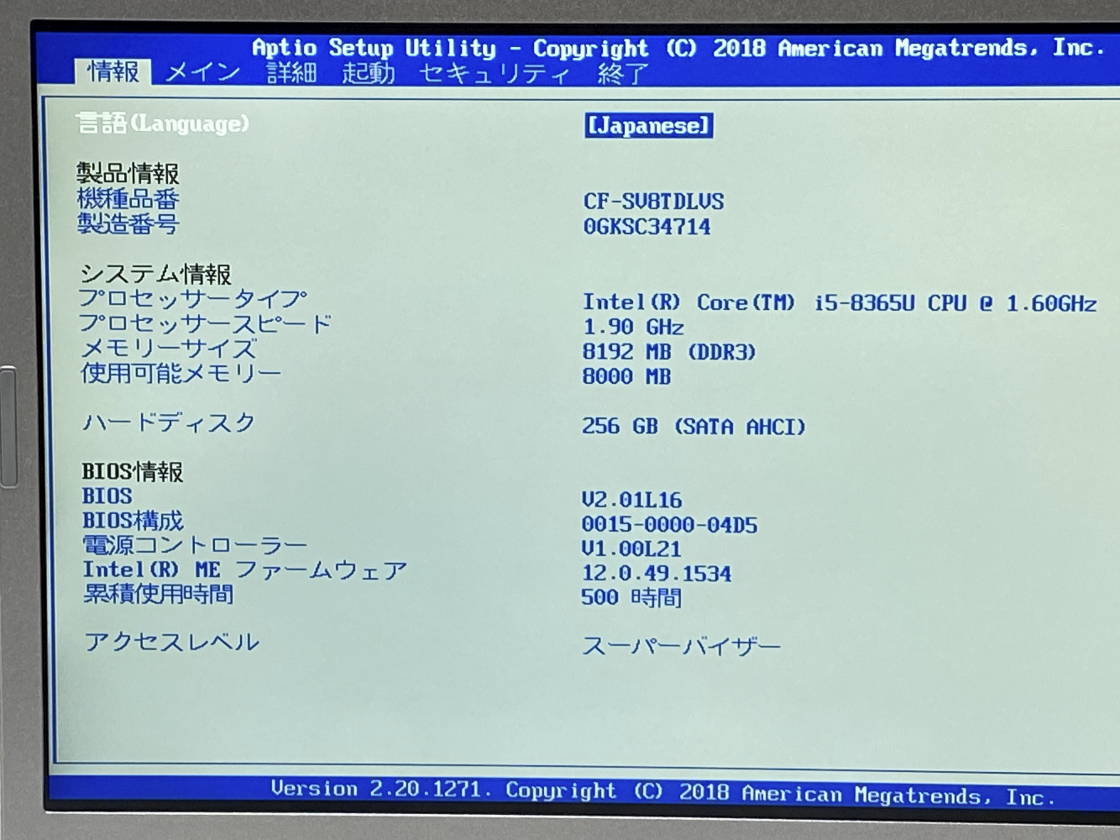 Aptio Setup Utility - Copyright (C) 2018 American Megatrends, Inc.
情報 メイン 詳細 起動 セキュリティ 終了
言語(Language) [Japanese]
製品情報
機種品番 CF-SV8TDLVS
製造番号 0GKSC34714
システム情報
プロセッサータイプ Intel(R) Core(TM) i5-8365U CPU @ 1.60GHz
プロセッサースピード 1.90 GHz
メモリーサイズ 8192 MB (DDR3)
使用可能メモリー 8000 MB
ハードディスク 256 GB (SATA AHCI)
BIOS情報
BIOS V2.01L16
BIOS構成 0015-0000-04D5
電源コントローラー V1.00L21
Intel(R) ME ファームウェア 12.0.49.1534
累積使用時間 500 時間
アクセスレベル スーパーバイザー
Version 2.20.1271. Copyright (C) 2018 American Megatrends, Inc.